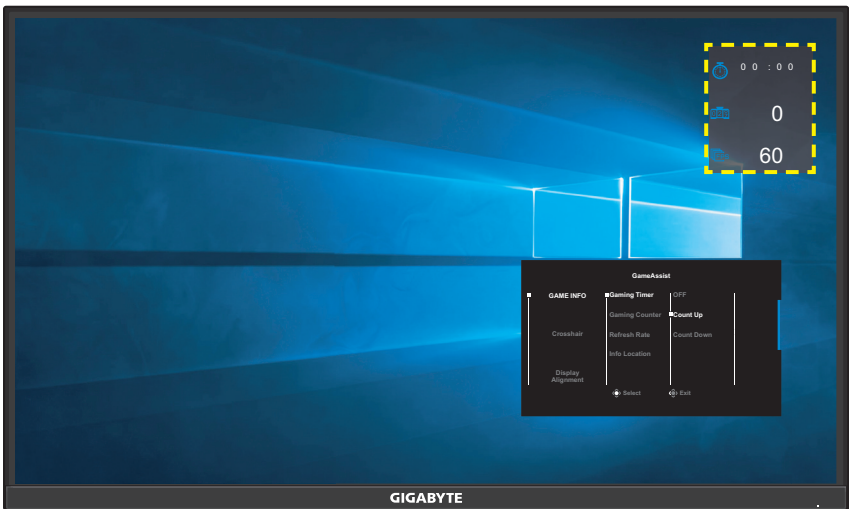 00:00
0
60
GameAssist
GAME INFO Gaming Timer OFF
Gaming Counter Count Up
Crosshair Refresh Rate Count Down
Info Location
Display
Alignment
Select Exit
GIGABYTE